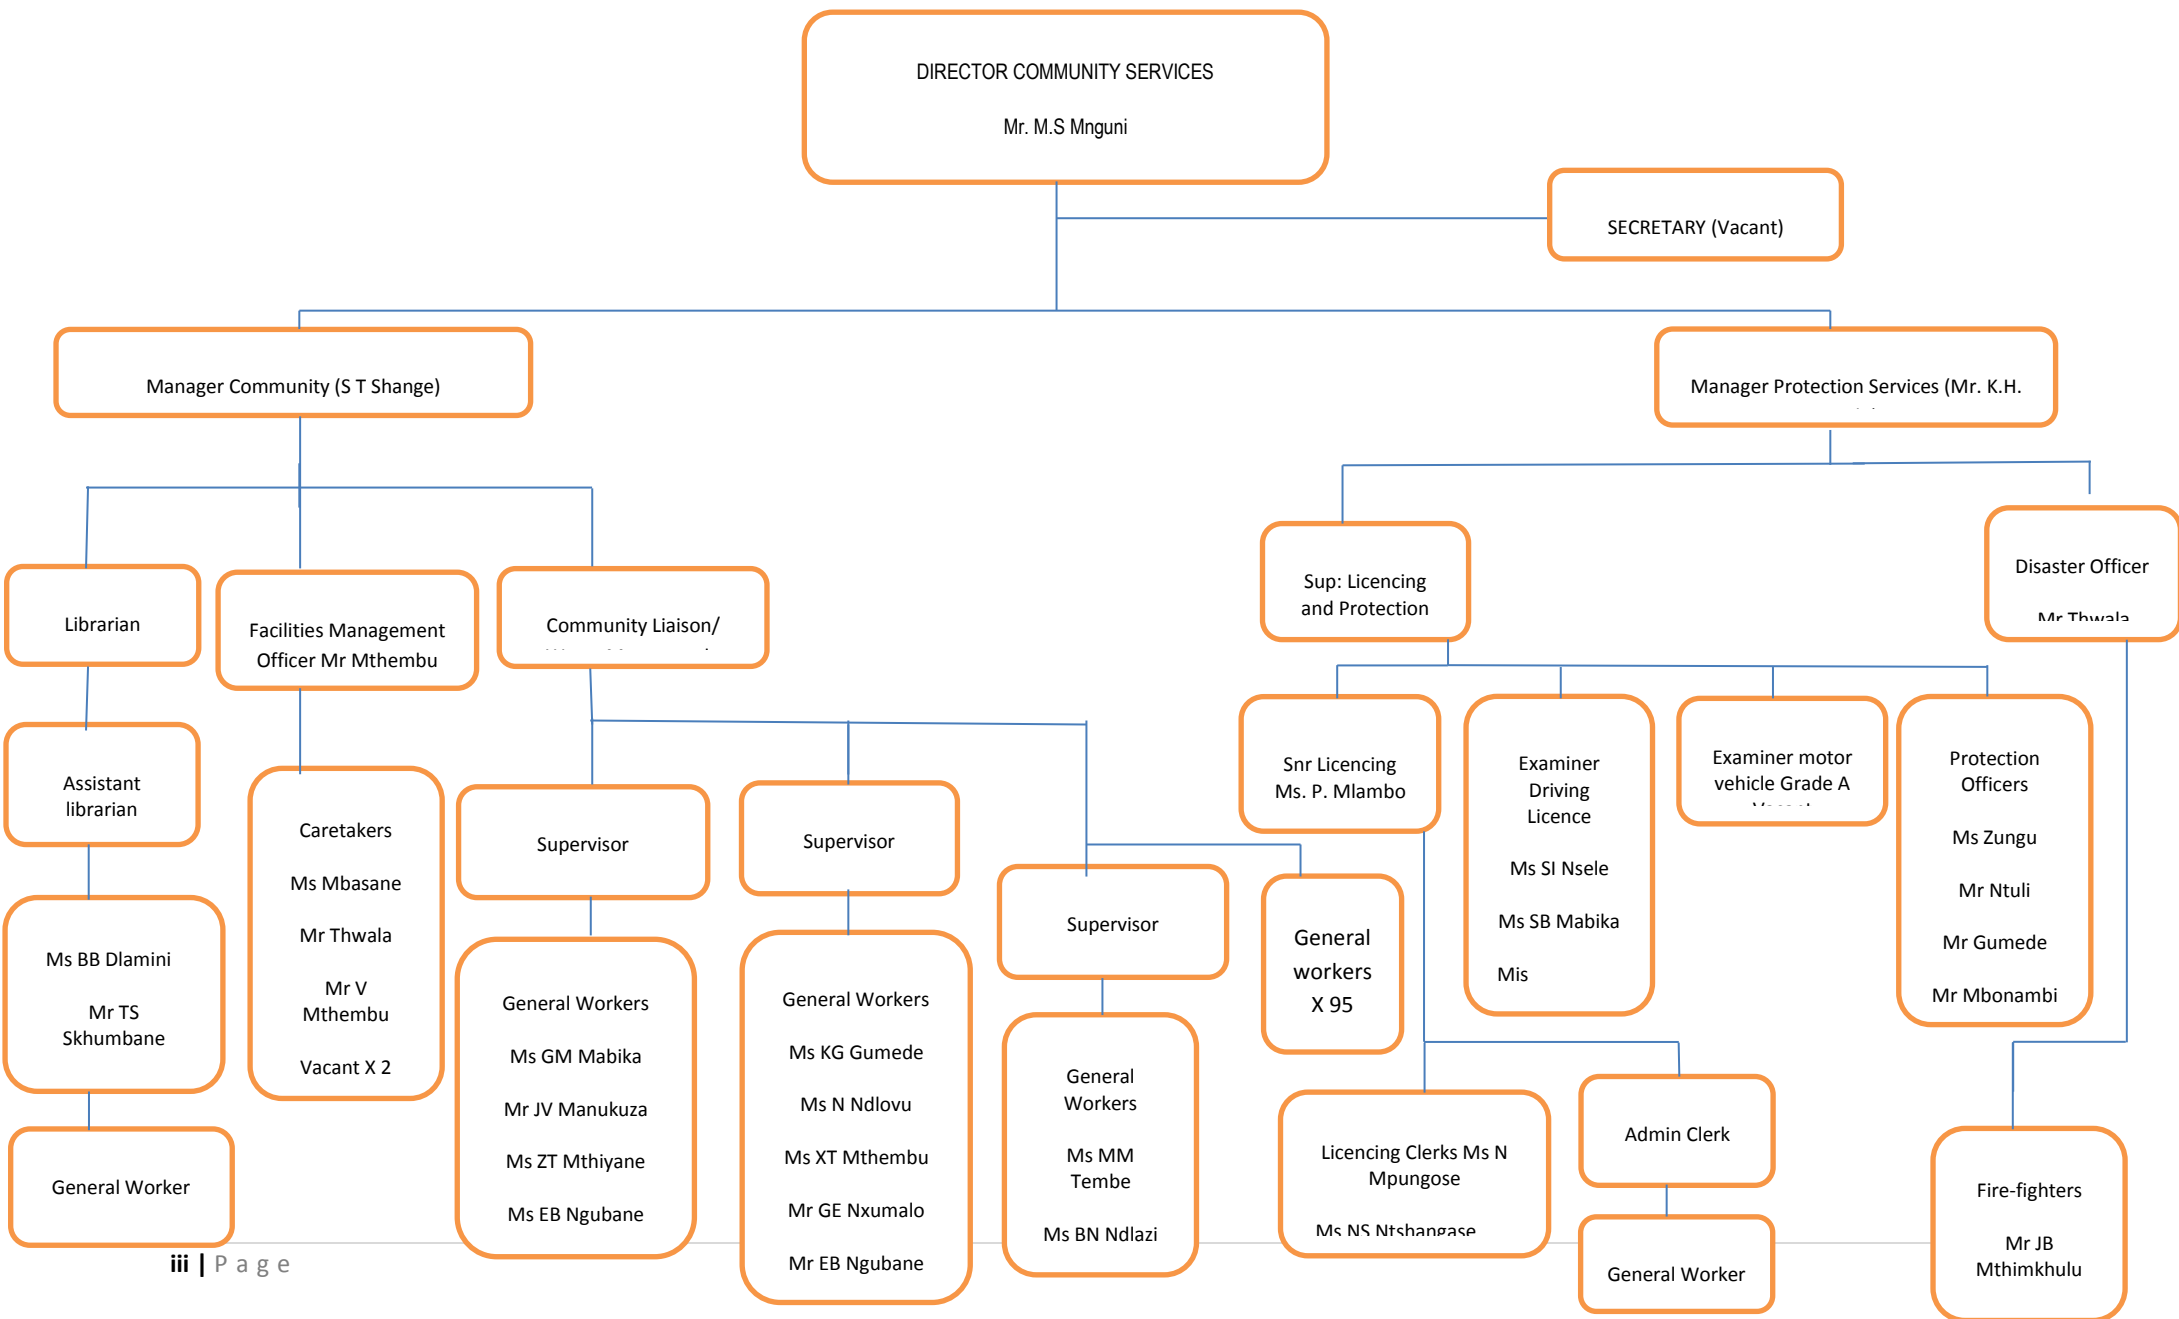 DIRECTOR COMMUNITY SERVICES
Mr. M.S Mnguni
SECRETARY (Vacant)
Manager Community (S T Shange)
Manager Protection Services (Mr. K.H.
Librarian
Facilities Management
Officer Mr Mthembu
Community Liaison/
Sup: Licencing
and Protection
Disaster Officer
Mr Thwala
Assistant
librarian
Caretakers
Ms Mbasane
Mr Thwala
Mr V
Mthembu
Vacant X 2
Supervisor
Supervisor
Supervisor
General
workers
X 95
Snr Licencing
Ms. P. Mlambo
Examiner
Driving
Licence
Ms SI Nsele
Ms SB Mabika
Mis
Examiner motor
vehicle Grade A
Vacant
Protection
Officers
Ms Zungu
Mr Ntuli
Mr Gumede
Mr Mbonambi
Ms BB Dlamini
Mr TS
Skhumbane
General Workers
Ms GM Mabika
Mr JV Manukuza
Ms ZT Mthiyane
Ms EB Ngubane
General Workers
Ms KG Gumede
Ms N Ndlovu
Ms XT Mthembu
Mr GE Nxumalo
Mr EB Ngubane
General
Workers
Ms MM
Tembe
Ms BN Ndlazi
Licencing Clerks Ms N
Mpungose
Ms NS Ntshangase
Admin Clerk
General Worker
Fire-fighters
Mr JB
Mthimkhulu
General Worker
iii | Page